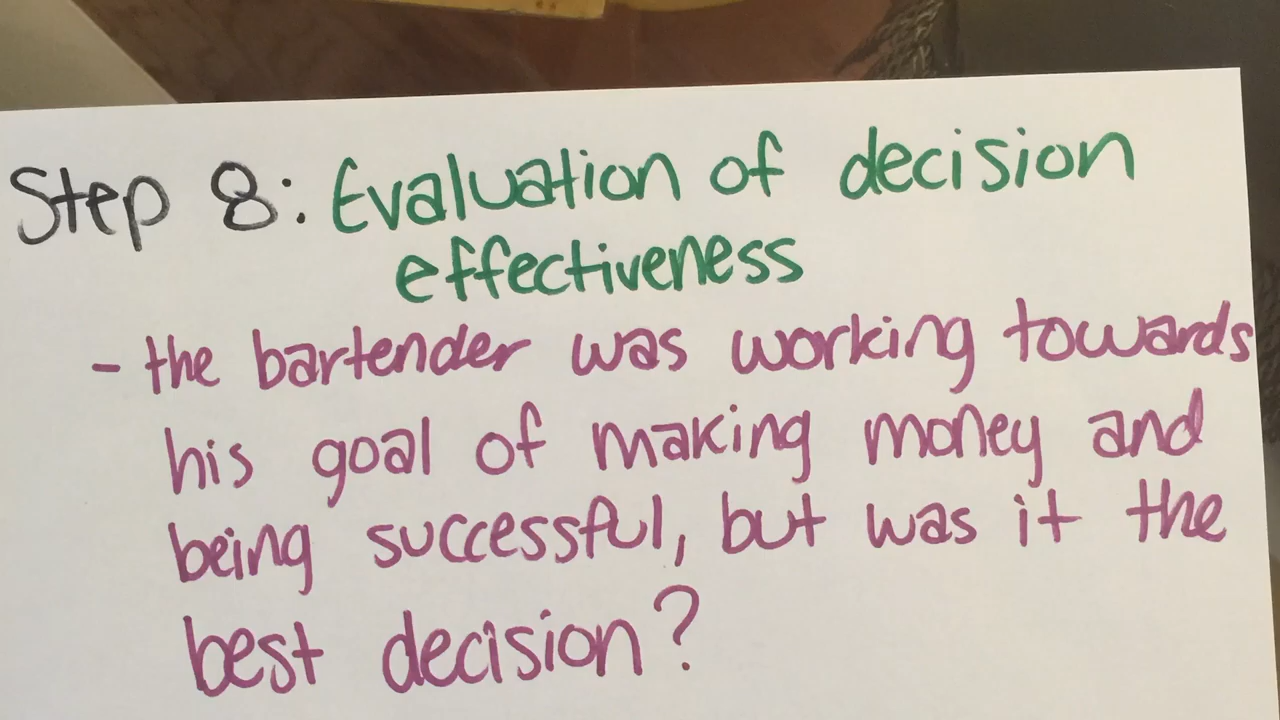 Step 8: Evaluation of decision
effectiveness
- the bartender was working towards
his goal of making money and
being successful, but was it the
best decision?